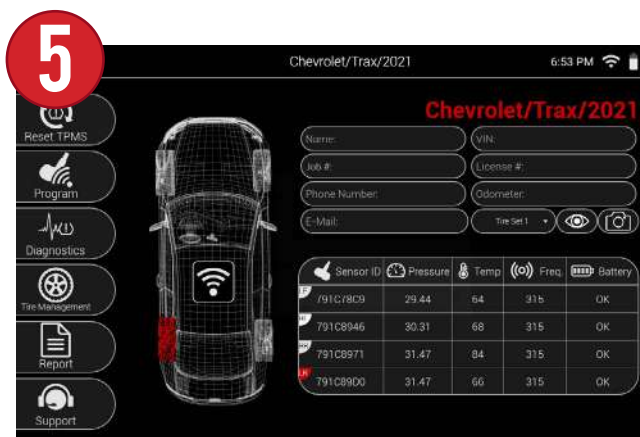 5
Chevrolet/Trax/2021
6:53 PM
Chevrolet/Trax/2021
Reset TPMS
Name:
VIN:
Job #:
License #:
Program
Phone Number:
Odometer:
E-Mail:
Tire Set 1
Diagnostics
Sensor ID Pressure Temp Freq. Battery
Tire Management
LF 791C78C9 29.44 64 315 OK
791C8946 30.31 68 315 OK
Report
RR 791C8971 31.47 84 315 OK
LR 791C89D0 31.47 66 315 OK
Support